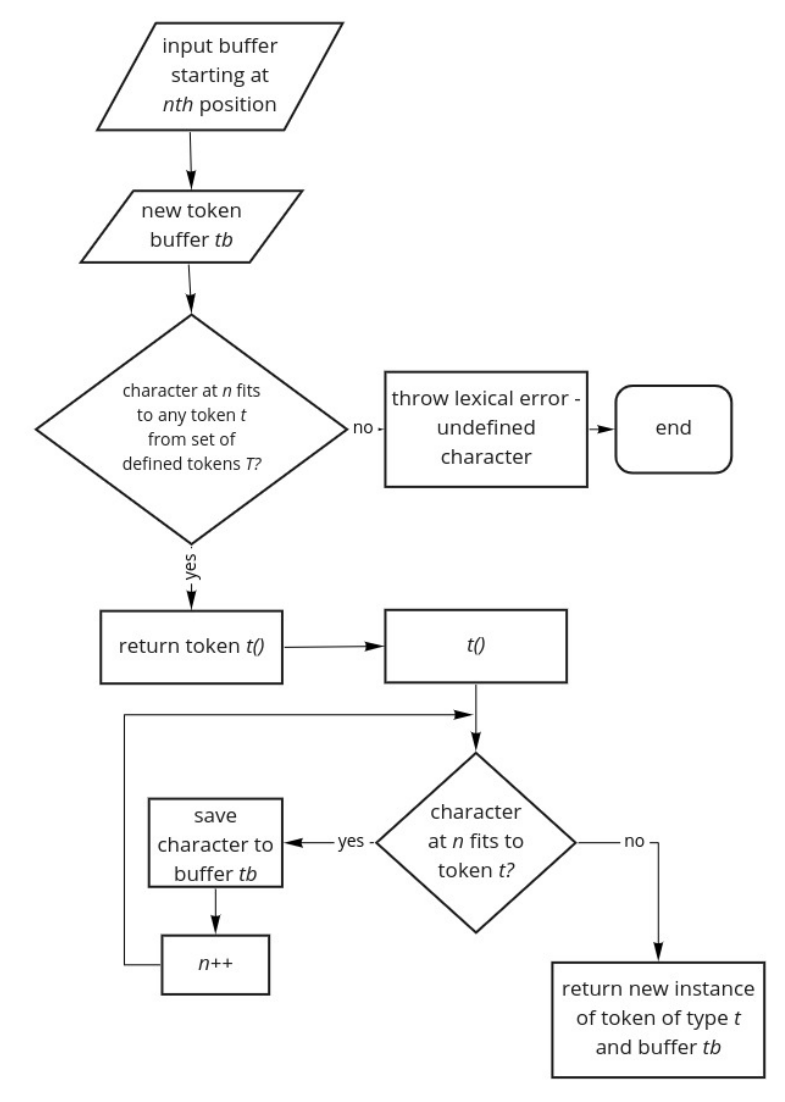 input buffer
starting at
nth position
new token
buffer tb
character at n fits
to any token t
from set of
defined tokens T?
no
throw lexical error -
undefined
character
end
yes
return token t()
t()
character
at n fits to
token t?
yes
save
character to
buffer tb
n++
no
return new instance
of token of type t
and buffer tb